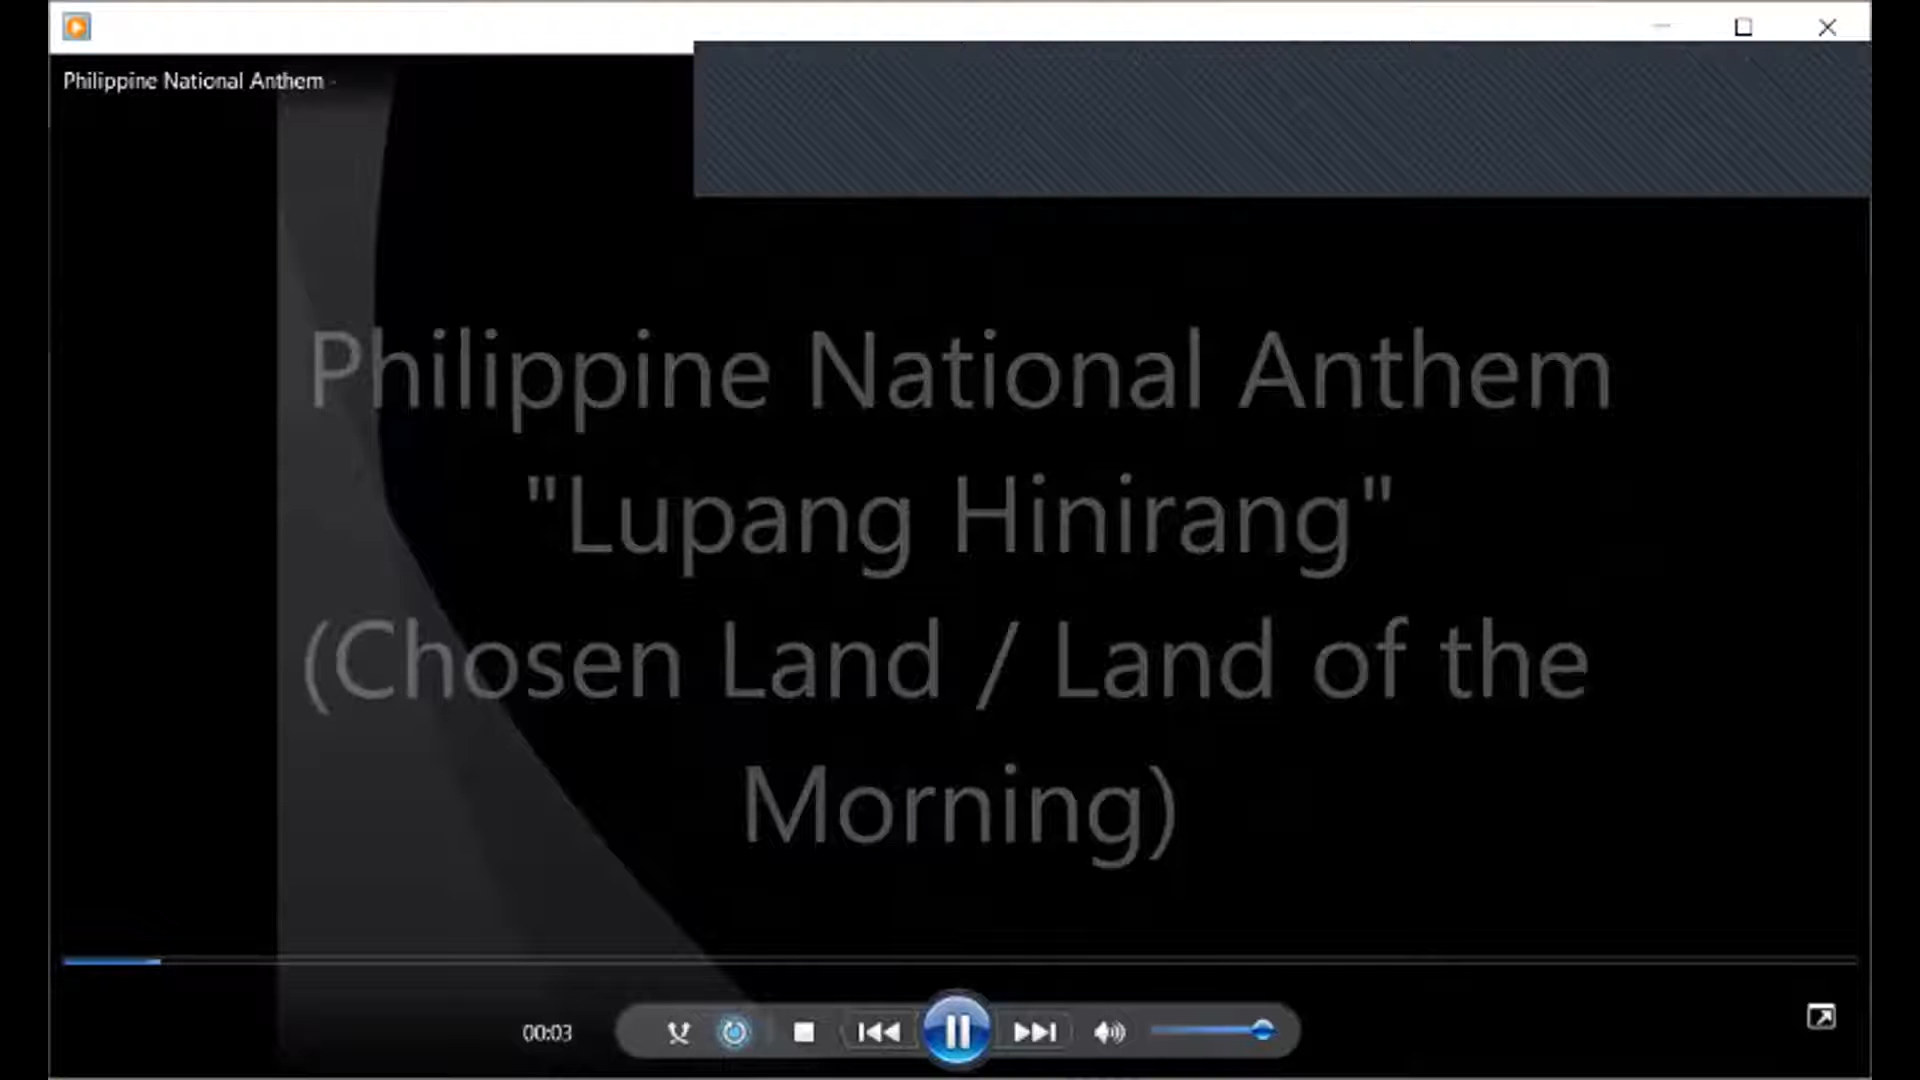 Philippine National Anthem -
Philippine National Anthem
"Lupang Hinirang"
(Chosen Land / Land of the
Morning)
00:03